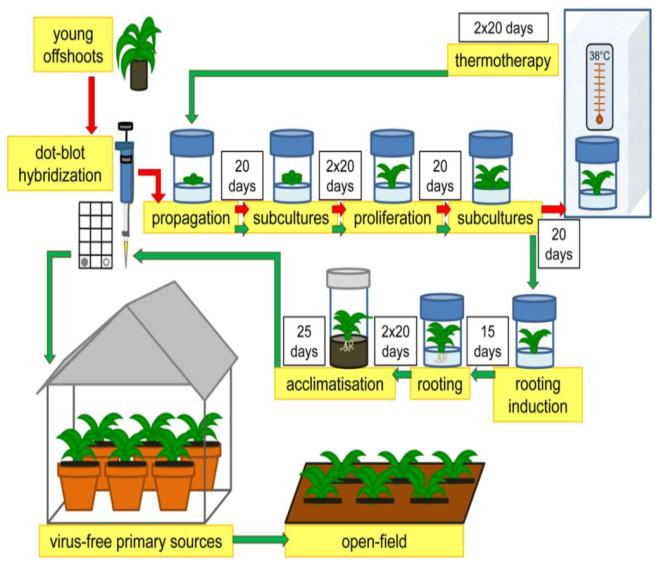 young
offshoots
2x20 days
thermotherapy
38°C
dot-blot
hybridization
20
days
2x20
days
20
days
propagation
subcultures
proliferation
subcultures
20
days
25
days
2x20
days
15
days
acclimatisation
rooting
rooting
induction
virus-free primary sources
open-field